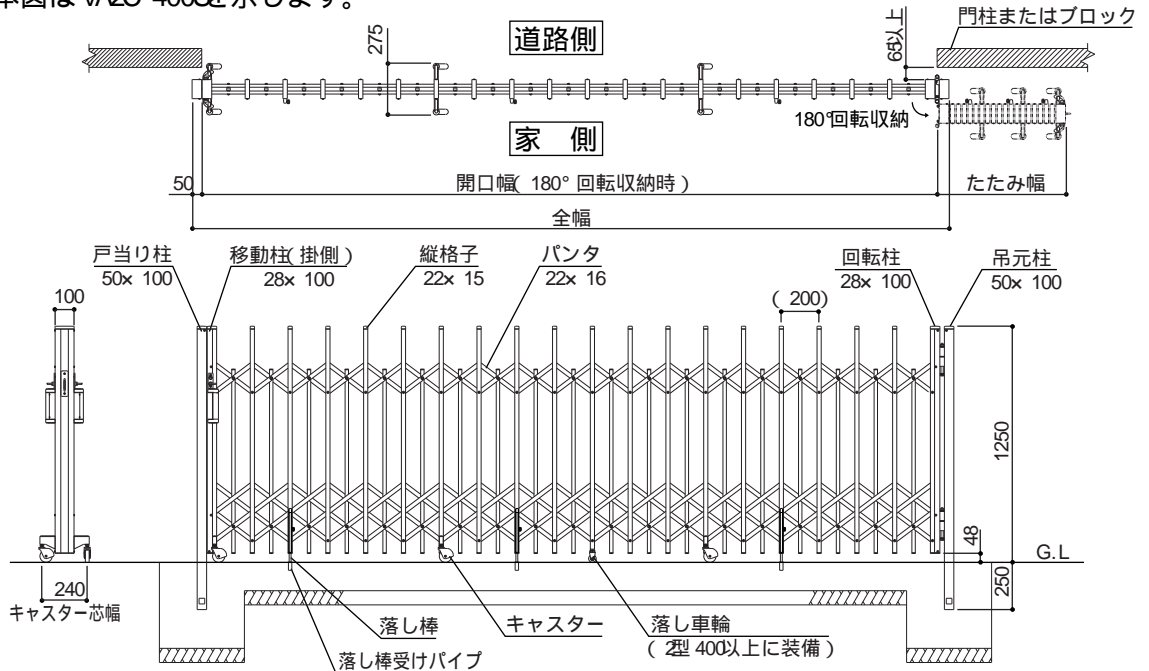 道路側
275
65以上
門柱またはブロック
180°回転収納
家 側
50
開口幅( 180°回転収納時 )
たたみ幅
全幅
戸当り柱
50× 100
移動柱( 掛側 )
28× 100
縦格子
22× 15
パンタ
22× 16
回転柱
28× 100
吊元柱
50× 100
100
( 200)
1250
48
G.L
250
240
キャスター芯幅
落し棒
落し棒受けパイプ
キャスター
落し車輪
( 2型 400以上に装備 )